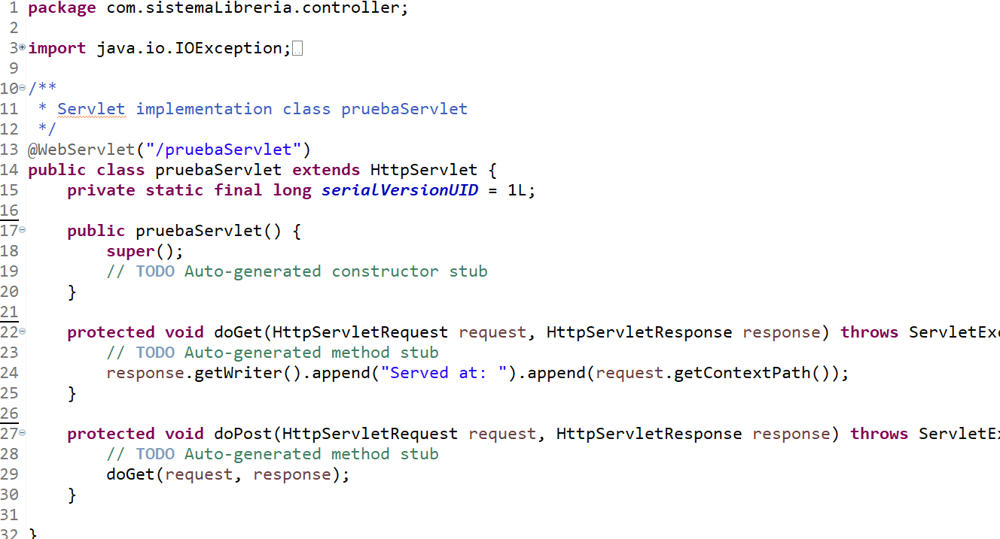 1 package com.sistemaLibreria.controller;
2
3 import java.io.IOException;
9
10 /**
11 * Servlet implementation class pruebaServlet
12 */
13 @WebServlet("/pruebaServlet")
14 public class pruebaServlet extends HttpServlet {
15 private static final long serialVersionUID = 1L;
16
17 public pruebaServlet() {
18 super();
19 // TODO Auto-generated constructor stub
20 }
21
22 protected void doGet(HttpServletRequest request, HttpServletResponse response) throws ServletExc
23 // TODO Auto-generated method stub
24 response.getWriter().append("Served at: ").append(request.getContextPath());
25 }
26
27 protected void doPost(HttpServletRequest request, HttpServletResponse response) throws ServletEx
28 // TODO Auto-generated method stub
29 doGet(request, response);
30 }
31
32 }